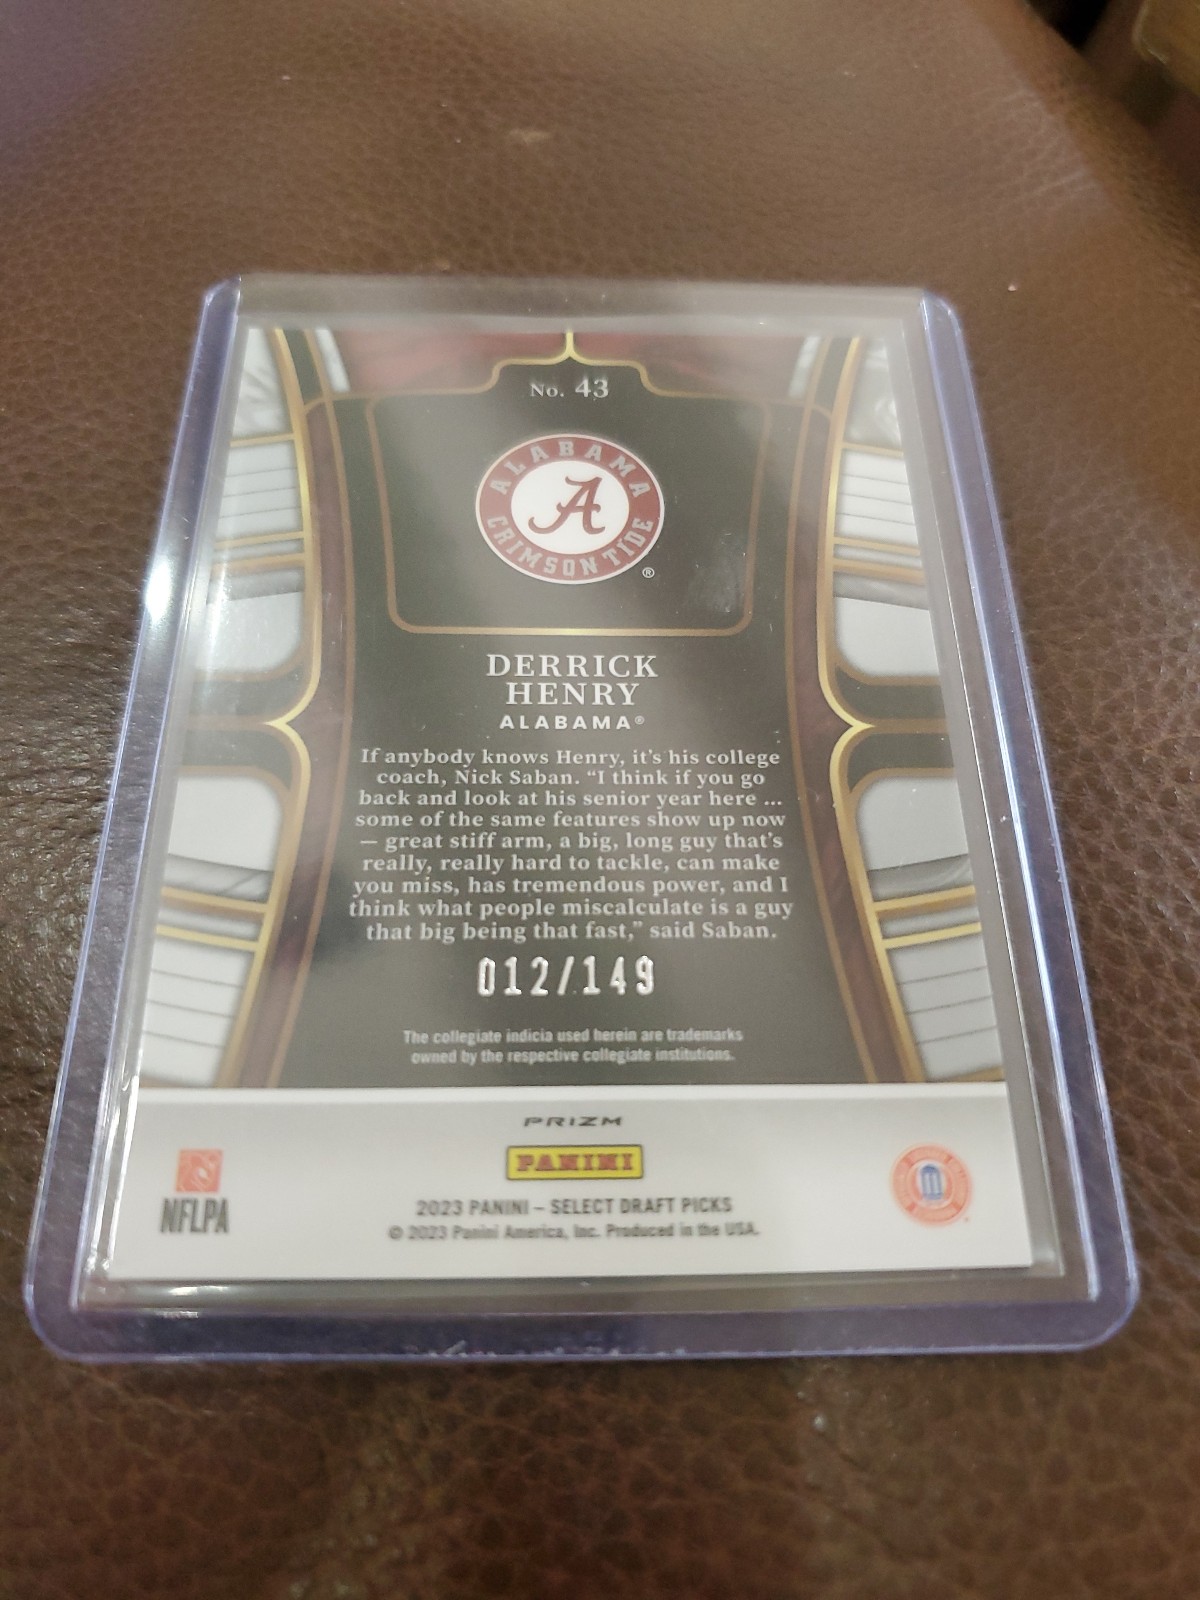 No. 43
ALABAMA
A
CRIMSON TIDE
®
DERRICK
HENRY
ALABAMA®
If anybody knows Henry, it's his college
coach, Nick Saban. “I think if you go
back and look at his senior year here ...
some of the same features show up now
— great stiff arm, a big, long guy that's
really, really hard to tackle, can make
you miss, has tremendous power, and I
think what people miscalculate is a guy
that big being that fast,” said Saban.
012/149
The collegiate indicia used herein are trademarks
owned by the respective collegiate institutions.
PRIZM
PANINI
NFLPA
2023 PANINI – SELECT DRAFT PICKS
© 2023 Panini America, Inc. Produced in the USA.